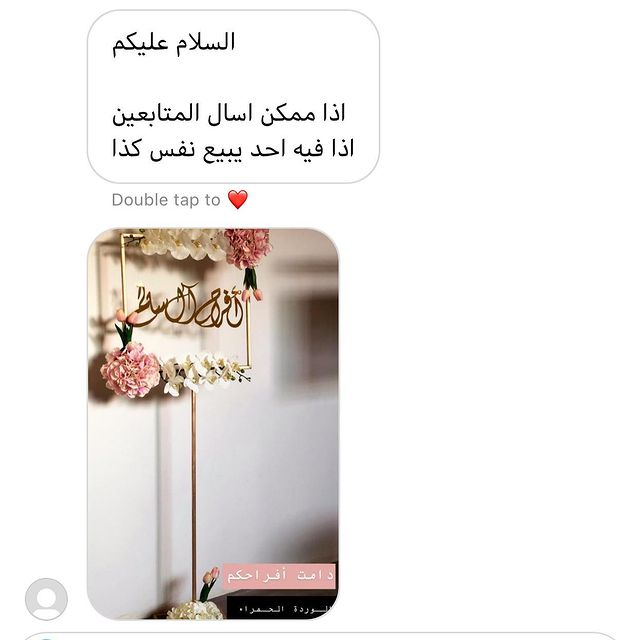 السلام عليكم
اذا ممكن اسال المتابعين
اذا فيه احد يبيع نفس كذا
Double tap to ❤️
أفراح آل سالم
دامت أفراحكم
الوردة الحمراء